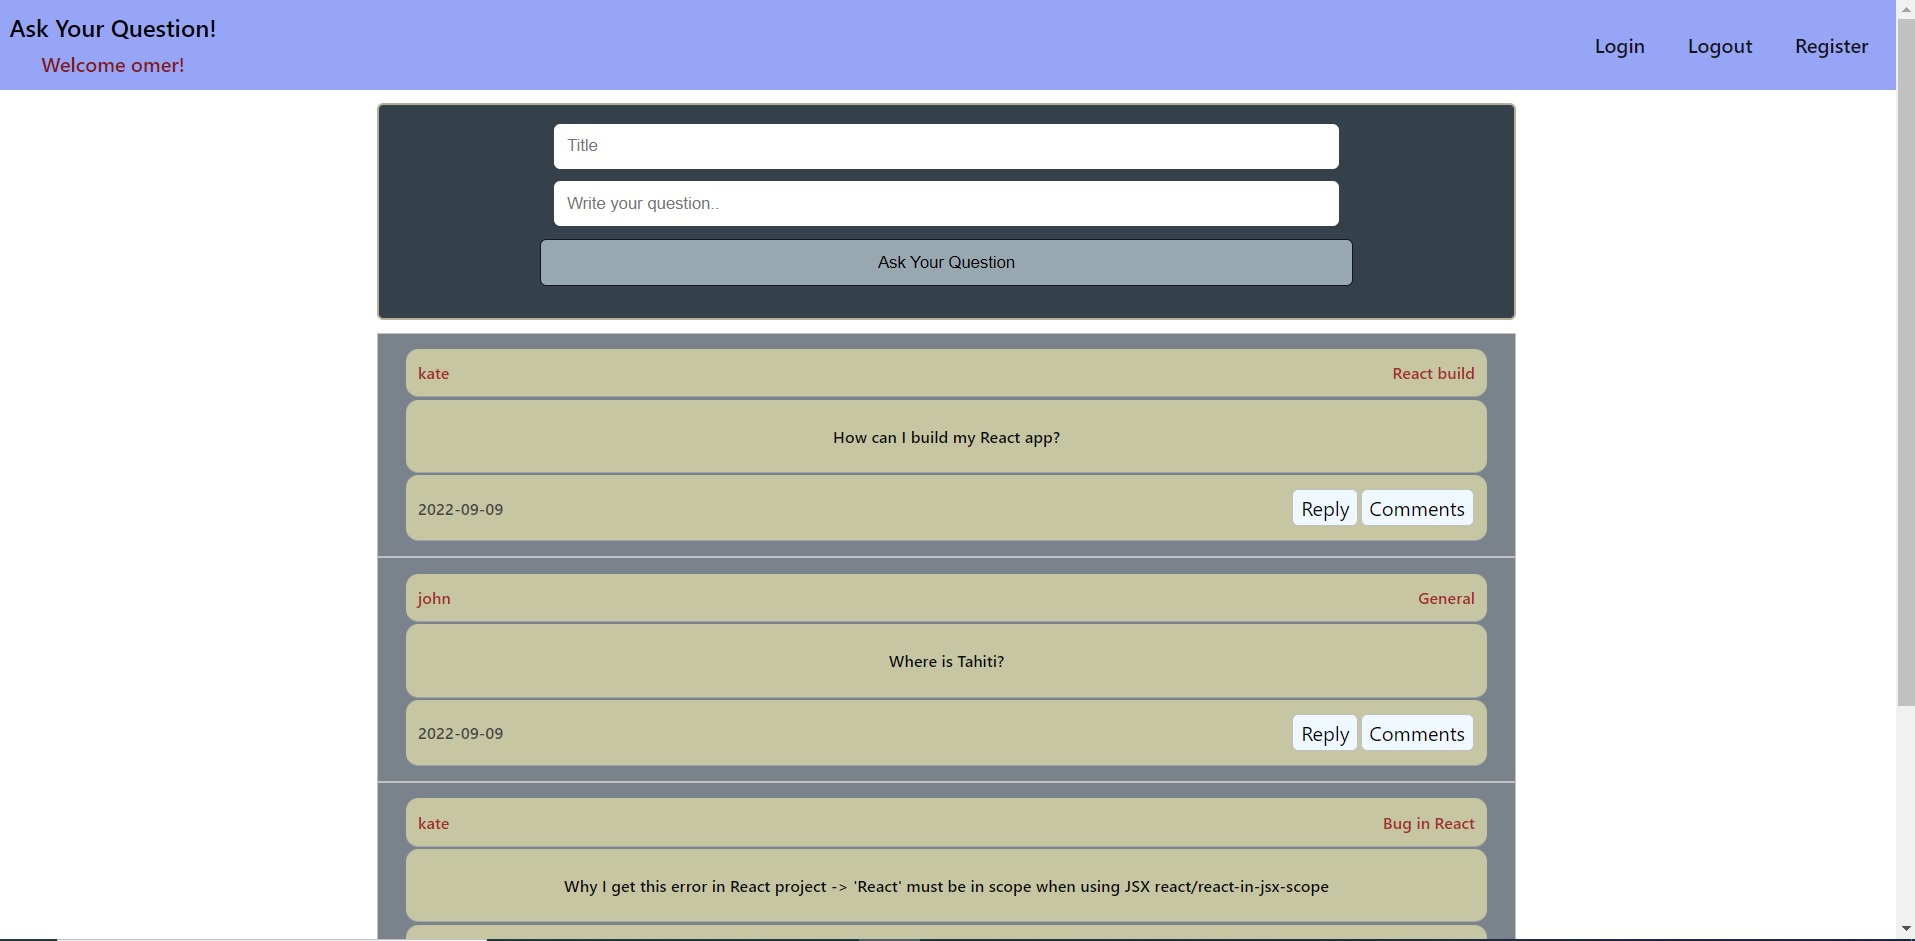 Ask Your Question!
Welcome omer!
Login Logout Register
Title
Write your question..
Ask Your Question
kate React build
How can I build my React app?
2022-09-09 Reply Comments
john General
Where is Tahiti?
2022-09-09 Reply Comments
kate Bug in React
Why I get this error in React project -> 'React' must be in scope when using JSX react/react-in-jsx-scope